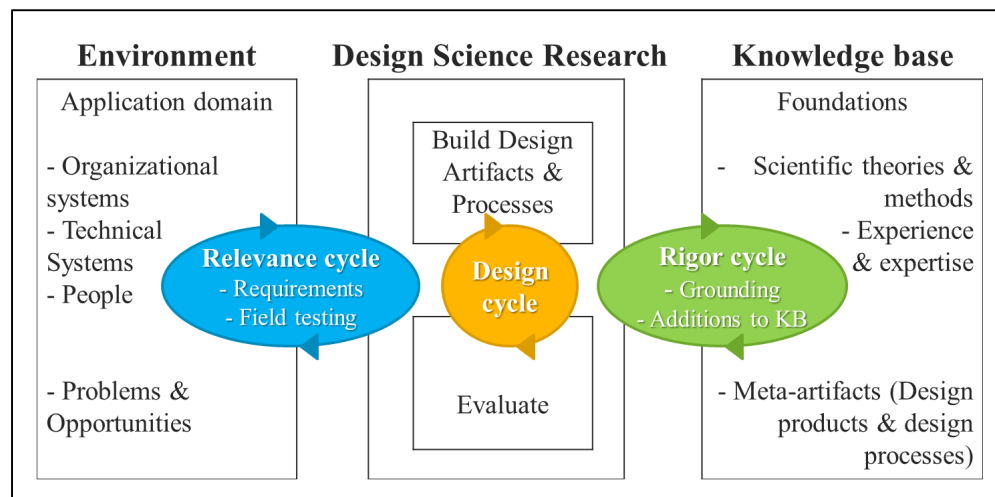 Environment
Design Science Research
Knowledge base
Application domain
- Organizational
systems
- Technical
Systems
- People
- Problems &
Opportunities
Relevance cycle
- Requirements
- Field testing
Build Design
Artifacts &
Processes
Design
cycle
Evaluate
Rigor cycle
- Grounding
- Additions to KB
Foundations
- Scientific theories &
methods
- Experience
& expertise
- Meta-artifacts (Design
products & design
processes)